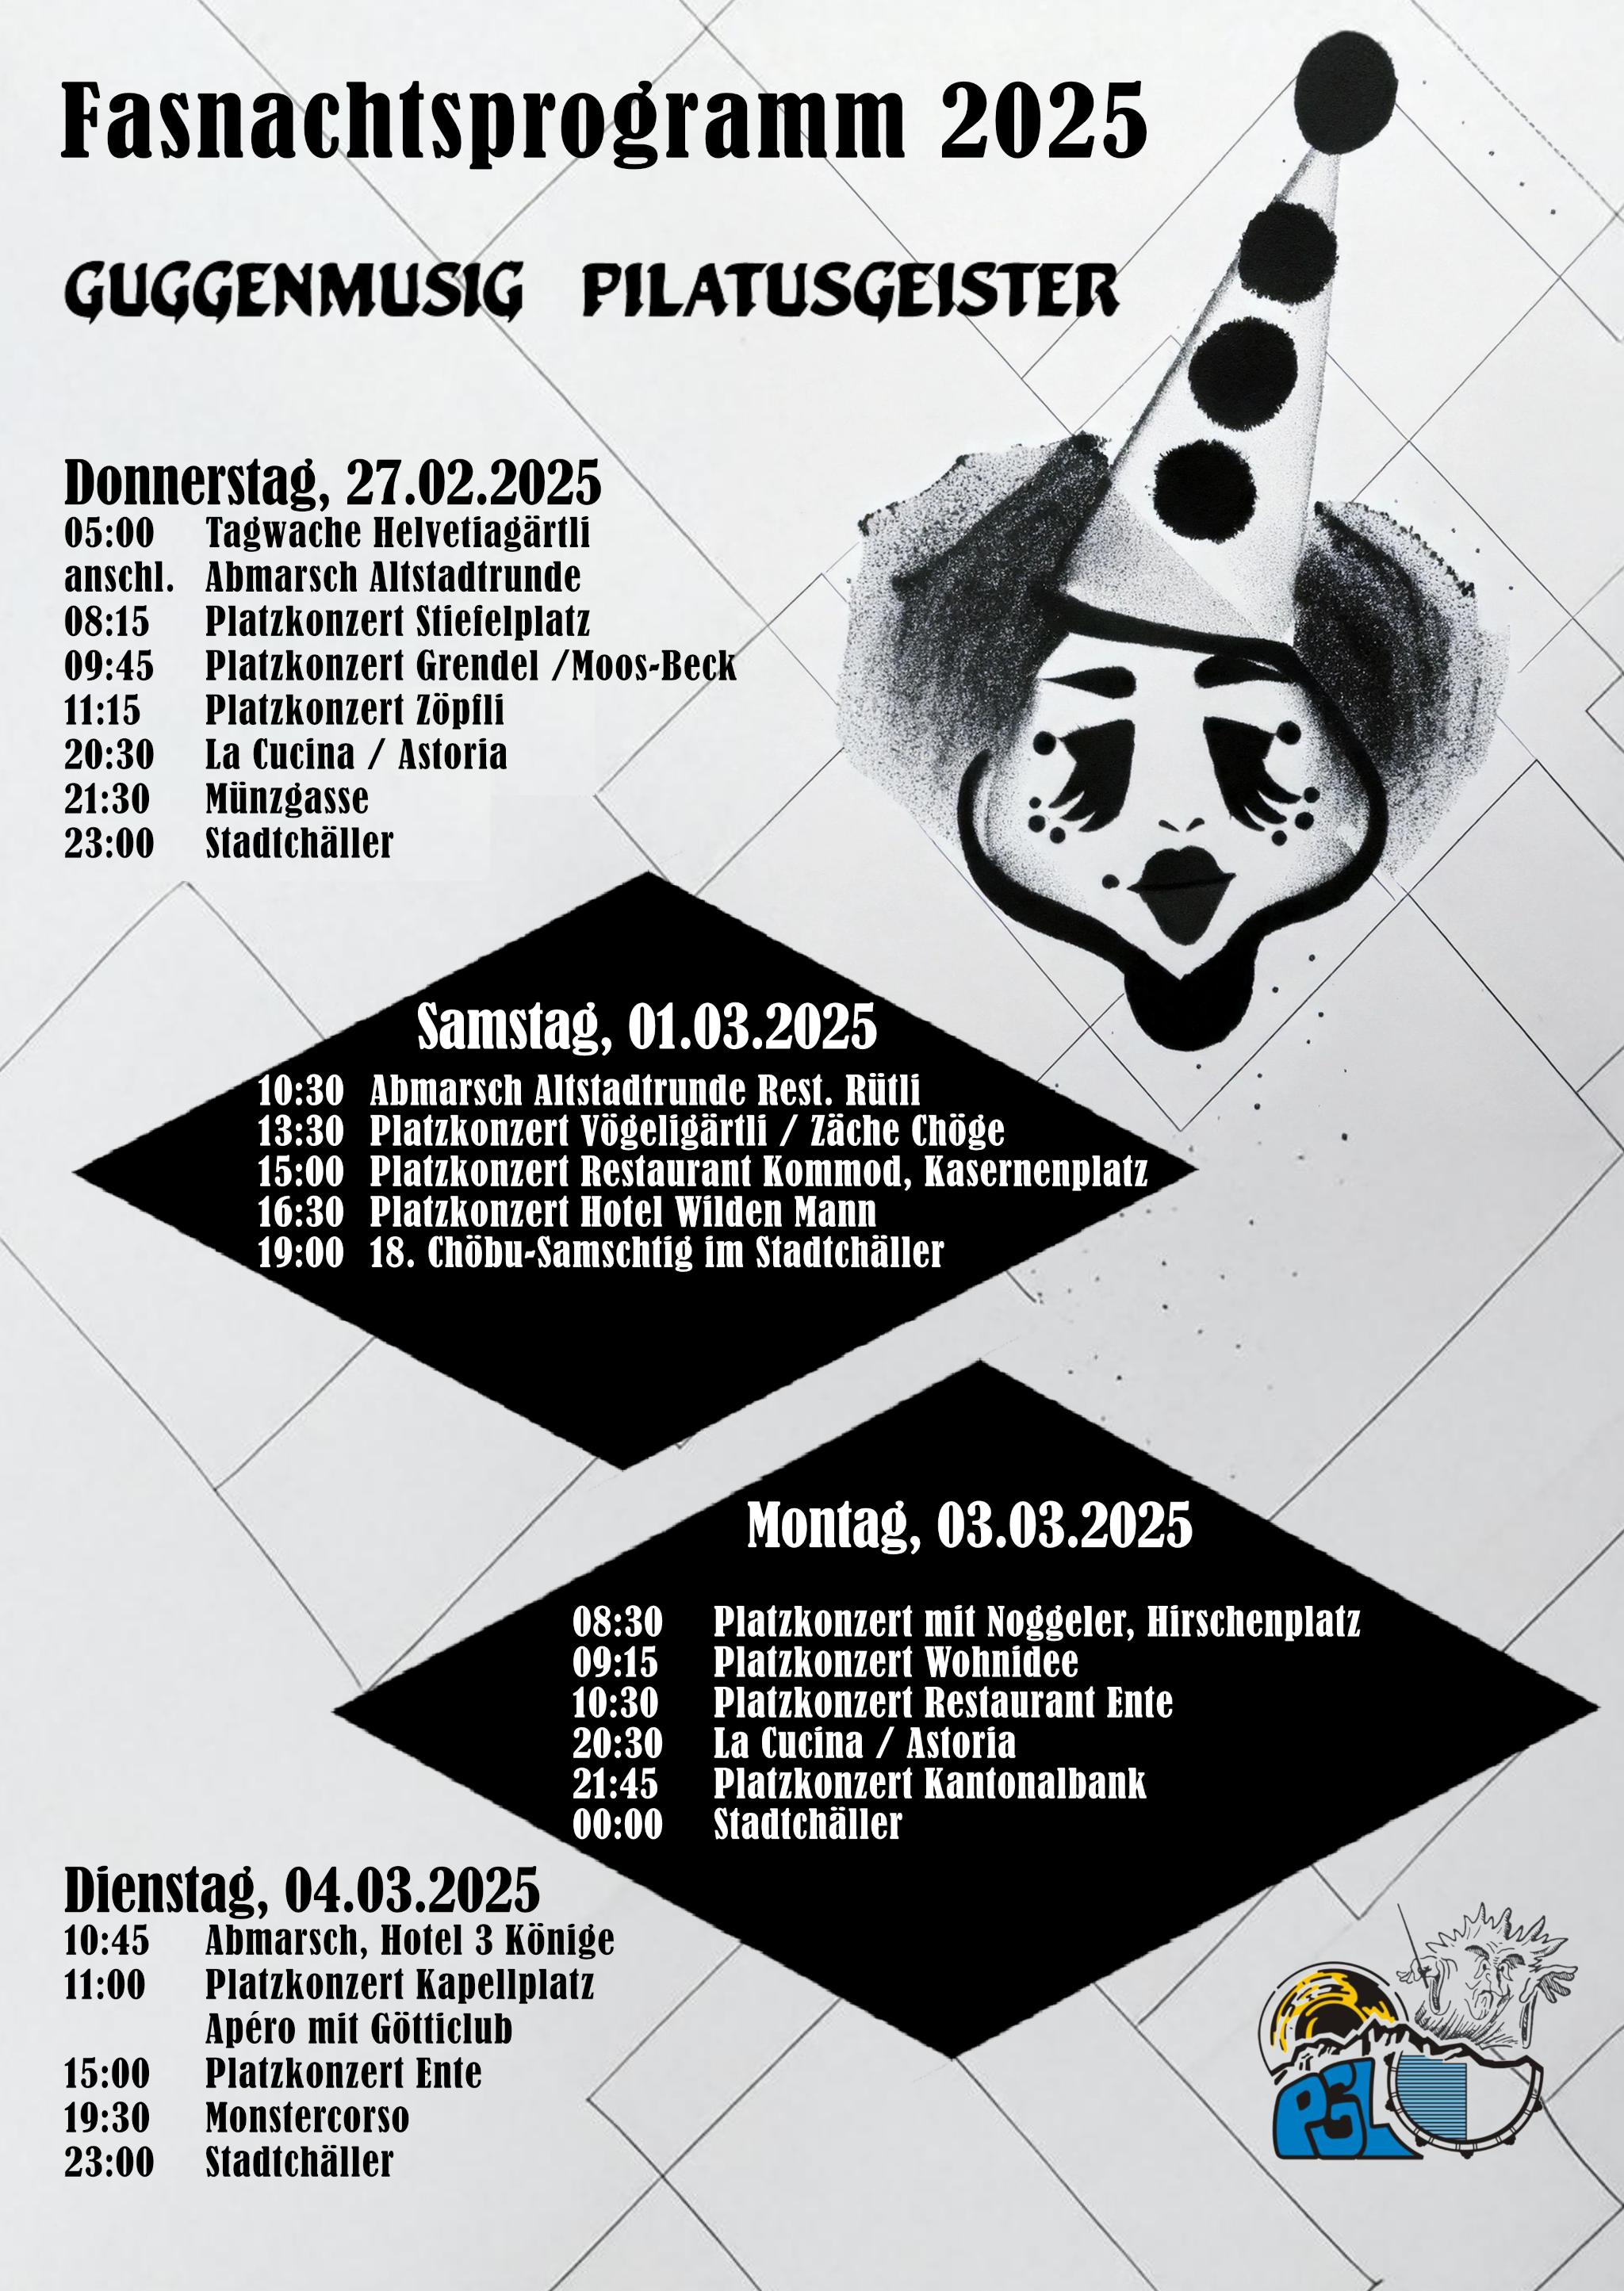 Fasnachtsprogramm 2025
GUGGENMUSIG PILATUSGEISTER
Donnerstag, 27.02.2025
05:00 Tagwache Helvetiagärtli
anschl. Abmarsch Altstadtrunde
08:15 Platzkonzert Stiefelplatz
09:45 Platzkonzert Grendel /Moos-Beck
11:15 Platzkonzert Zöpfli
20:30 La Cucina / Astoria
21:30 Münzgasse
23:00 Stadtchäller
Samstag, 01.03.2025
10:30 Abmarsch Altstadtrunde Rest. Rütli
13:30 Platzkonzert Vögeligärtli / Zäche Chöge
15:00 Platzkonzert Restaurant Kommod, Kasernenplatz
16:30 Platzkonzert Hotel Wilden Mann
19:00 18. Chöbu-Samschtig im Stadtchäller
Montag, 03.03.2025
08:30 Platzkonzert mit Noggeler, Hirschenplatz
09:15 Platzkonzert Wohnidee
10:30 Platzkonzert Restaurant Ente
20:30 La Cucina / Astoria
21:45 Platzkonzert Kantonalbank
00:00 Stadtchäller
Dienstag, 04.03.2025
10:45 Abmarsch, Hotel 3 Könige
11:00 Platzkonzert Kapellplatz
Apéro mit Götticlub
15:00 Platzkonzert Ente
19:30 Monstercorso
23:00 Stadtchäller
PGL